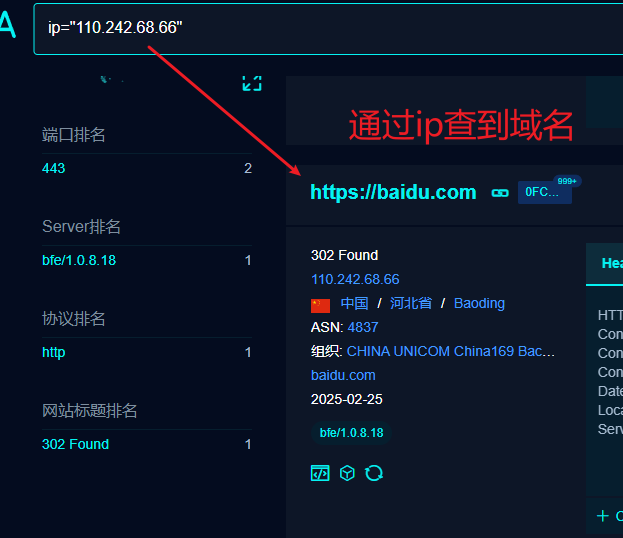 ip="110.242.68.66"
通过ip查到域名
端口排名
443 2
Server排名
bfe/1.0.8.18 1
协议排名
http 1
网站标题排名
302 Found 1
https://baidu.com 0FC... 999+
302 Found
110.242.68.66
中国 / 河北省 / Baoding
ASN: 4837
组织: CHINA UNICOM China169 Bac...
baidu.com
2025-02-25
bfe/1.0.8.18
Hea
HTT
Con
Con
Con
Date
Loca
Serv